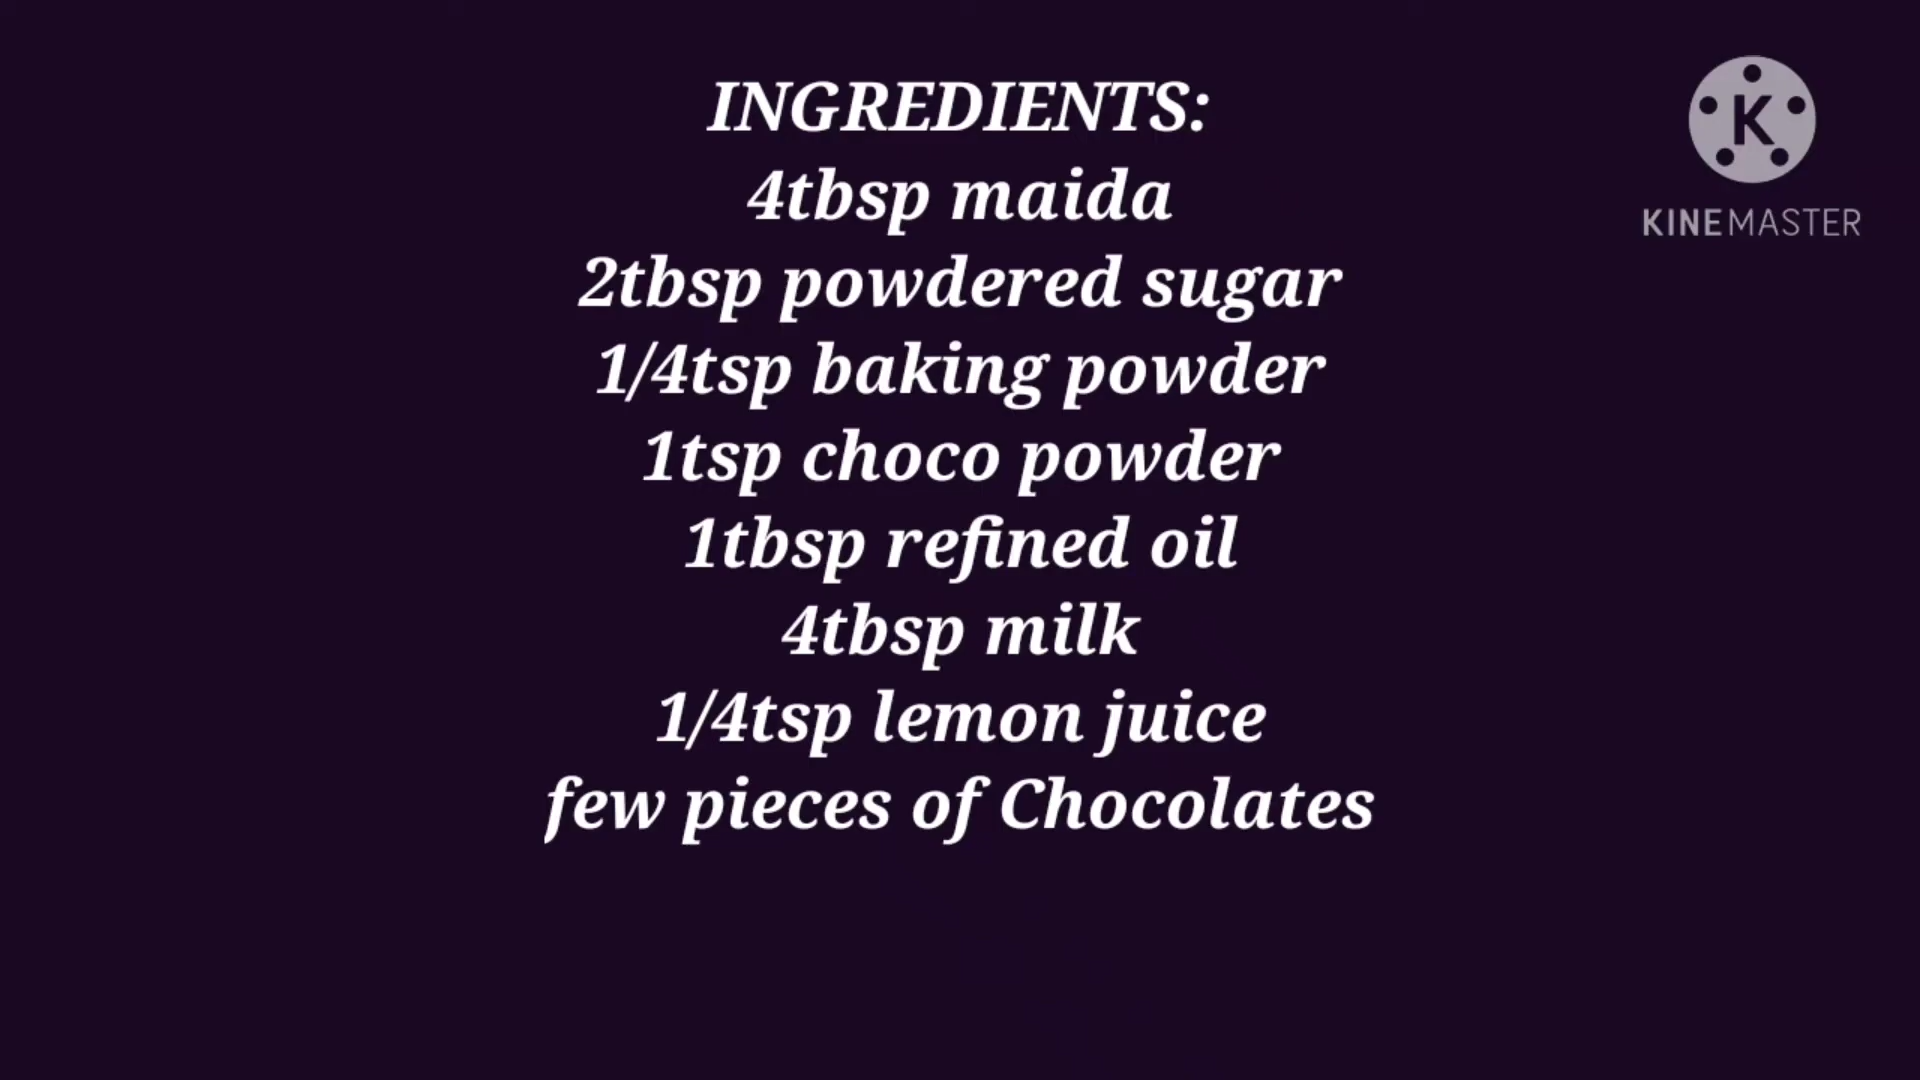 INGREDIENTS:
4tbsp maida
2tbsp powdered sugar
1/4tsp baking powder
1tsp choco powder
1tbsp refined oil
4tbsp milk
1/4tsp lemon juice
few pieces of Chocolates
K
KINEMASTER